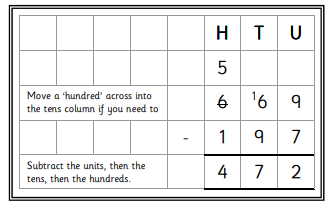 H T U
5
Move a 'hundred' across into
the tens column if you need to
6 ¹6 9
- 1 9 7
Subtract the units, then the
tens, then the hundreds.
4 7 2